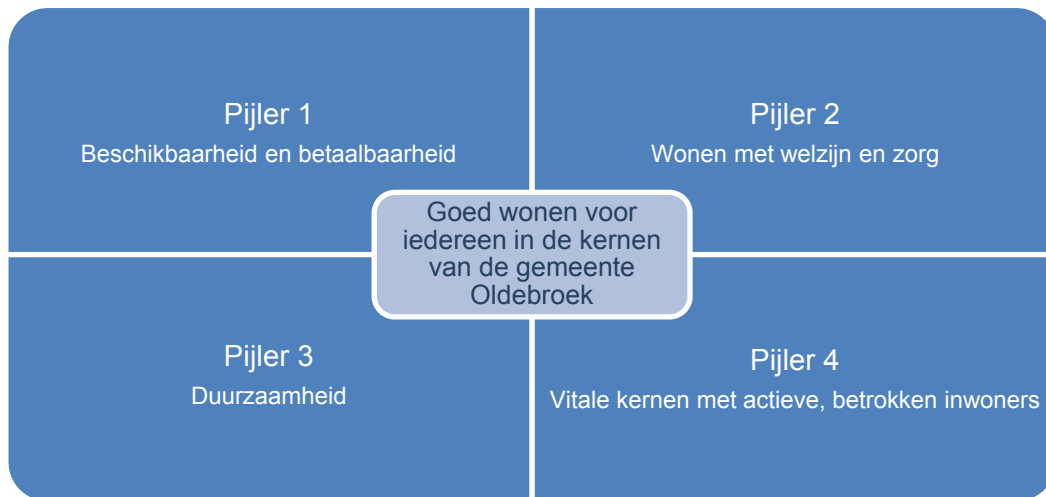 Pijler 1
Beschikbaarheid en betaalbaarheid
Pijler 2
Wonen met welzijn en zorg
Goed wonen voor
iedereen in de kernen
van de gemeente
Oldebroek
Pijler 3
Duurzaamheid
Pijler 4
Vitale kernen met actieve, betrokken inwoners